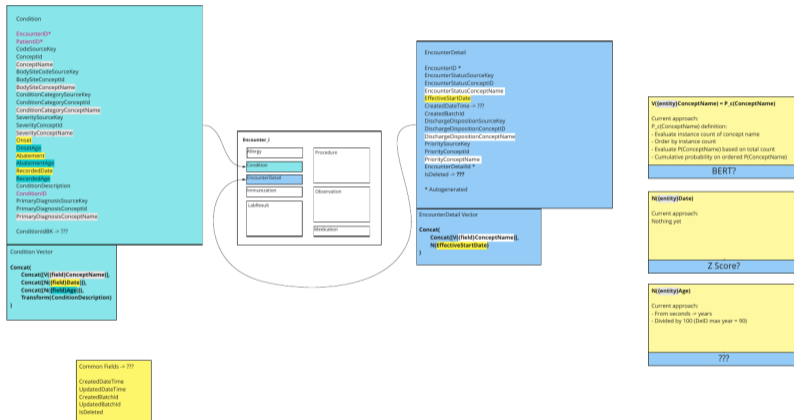 Condition
EncounterID*
PatientID*
CodeSourceKey
ConceptId
ConceptName
BodySiteCodeSourceKey
BodySiteConceptId
BodySiteConceptName
ConditionCategorySourceKey
ConditionCategoryConceptId
ConditionCategoryConceptName
SeveritySourceKey
SeverityConceptId
SeverityConceptName
Onset
OnsetAge
Abatement
AbatementAge
RecordedDate
RecordedAge
ConditionDescription
ConditionID
PrimaryDiagnosisSourceKey
PrimaryDiagnosisConceptId
PrimaryDiagnosisConceptName
ConditionIsBK -> ???
Condition Vector
Concat(
Concat([V({field}ConceptName)],
Concat([N({field}Date)]),
Concat([N({field}Age)]),
Transform(ConditionDescription)
)
Common Fields -> ???
CreatedDateTime
UpdatedDateTime
CreatedBatchId
UpdatedBatchId
IsDeleted
Encounter_i
Allergy
Condition
EncounterDetail
Immunization
LabResult
Procedure
Observation
Medication
EncounterDetail
EncounterID *
EncounterStatusSourceKey
EncounterStatusConceptID
EncounterStatusConceptName
EffectiveStartDate
CreatedDateTime -> ???
CreatedBatchId
DischargeDispositionSourceKey
DischargeDispositionConceptID
DischargeDispositionConceptName
PrioritySourceKey
PriorityConceptId
PriorityConceptName
EncounterDetailId *
IsDeleted -> ???
* Autogenerated
EncounterDetail Vector
Concat(
Concat([V({field}ConceptName)],
N(EffectiveStartDate)
)
V({entity}ConceptName) = P_c(ConceptName)
Current approach:
P_c(ConceptName) definition:
- Evaluate instance count of concept name
- Order by instance count
- Evaluate P(ConceptName) based on total count
- Cumulative probability on ordered P(ConceptName)
BERT?
N({entity}Date)
Current approach:
Nothing yet
Z Score?
N({entity}Age)
Current approach:
- From seconds -> years
- Divided by 100 (DeID max year = 90)
???